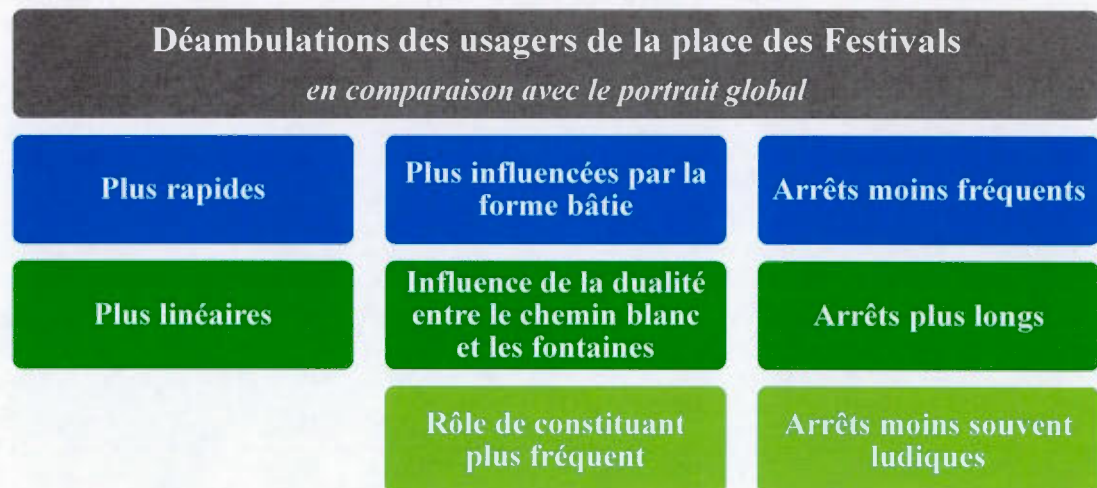 Déambulations des usagers de la place des Festivals
en comparaison avec le portrait global
Plus rapides
Plus influencées par la
forme bâtie
Arrêts moins fréquents
Plus linéaires
Influence de la dualité
entre le chemin blanc
et les fontaines
Arrêts plus longs
Rôle de constituant
plus fréquent
Arrêts moins souvent
ludiques